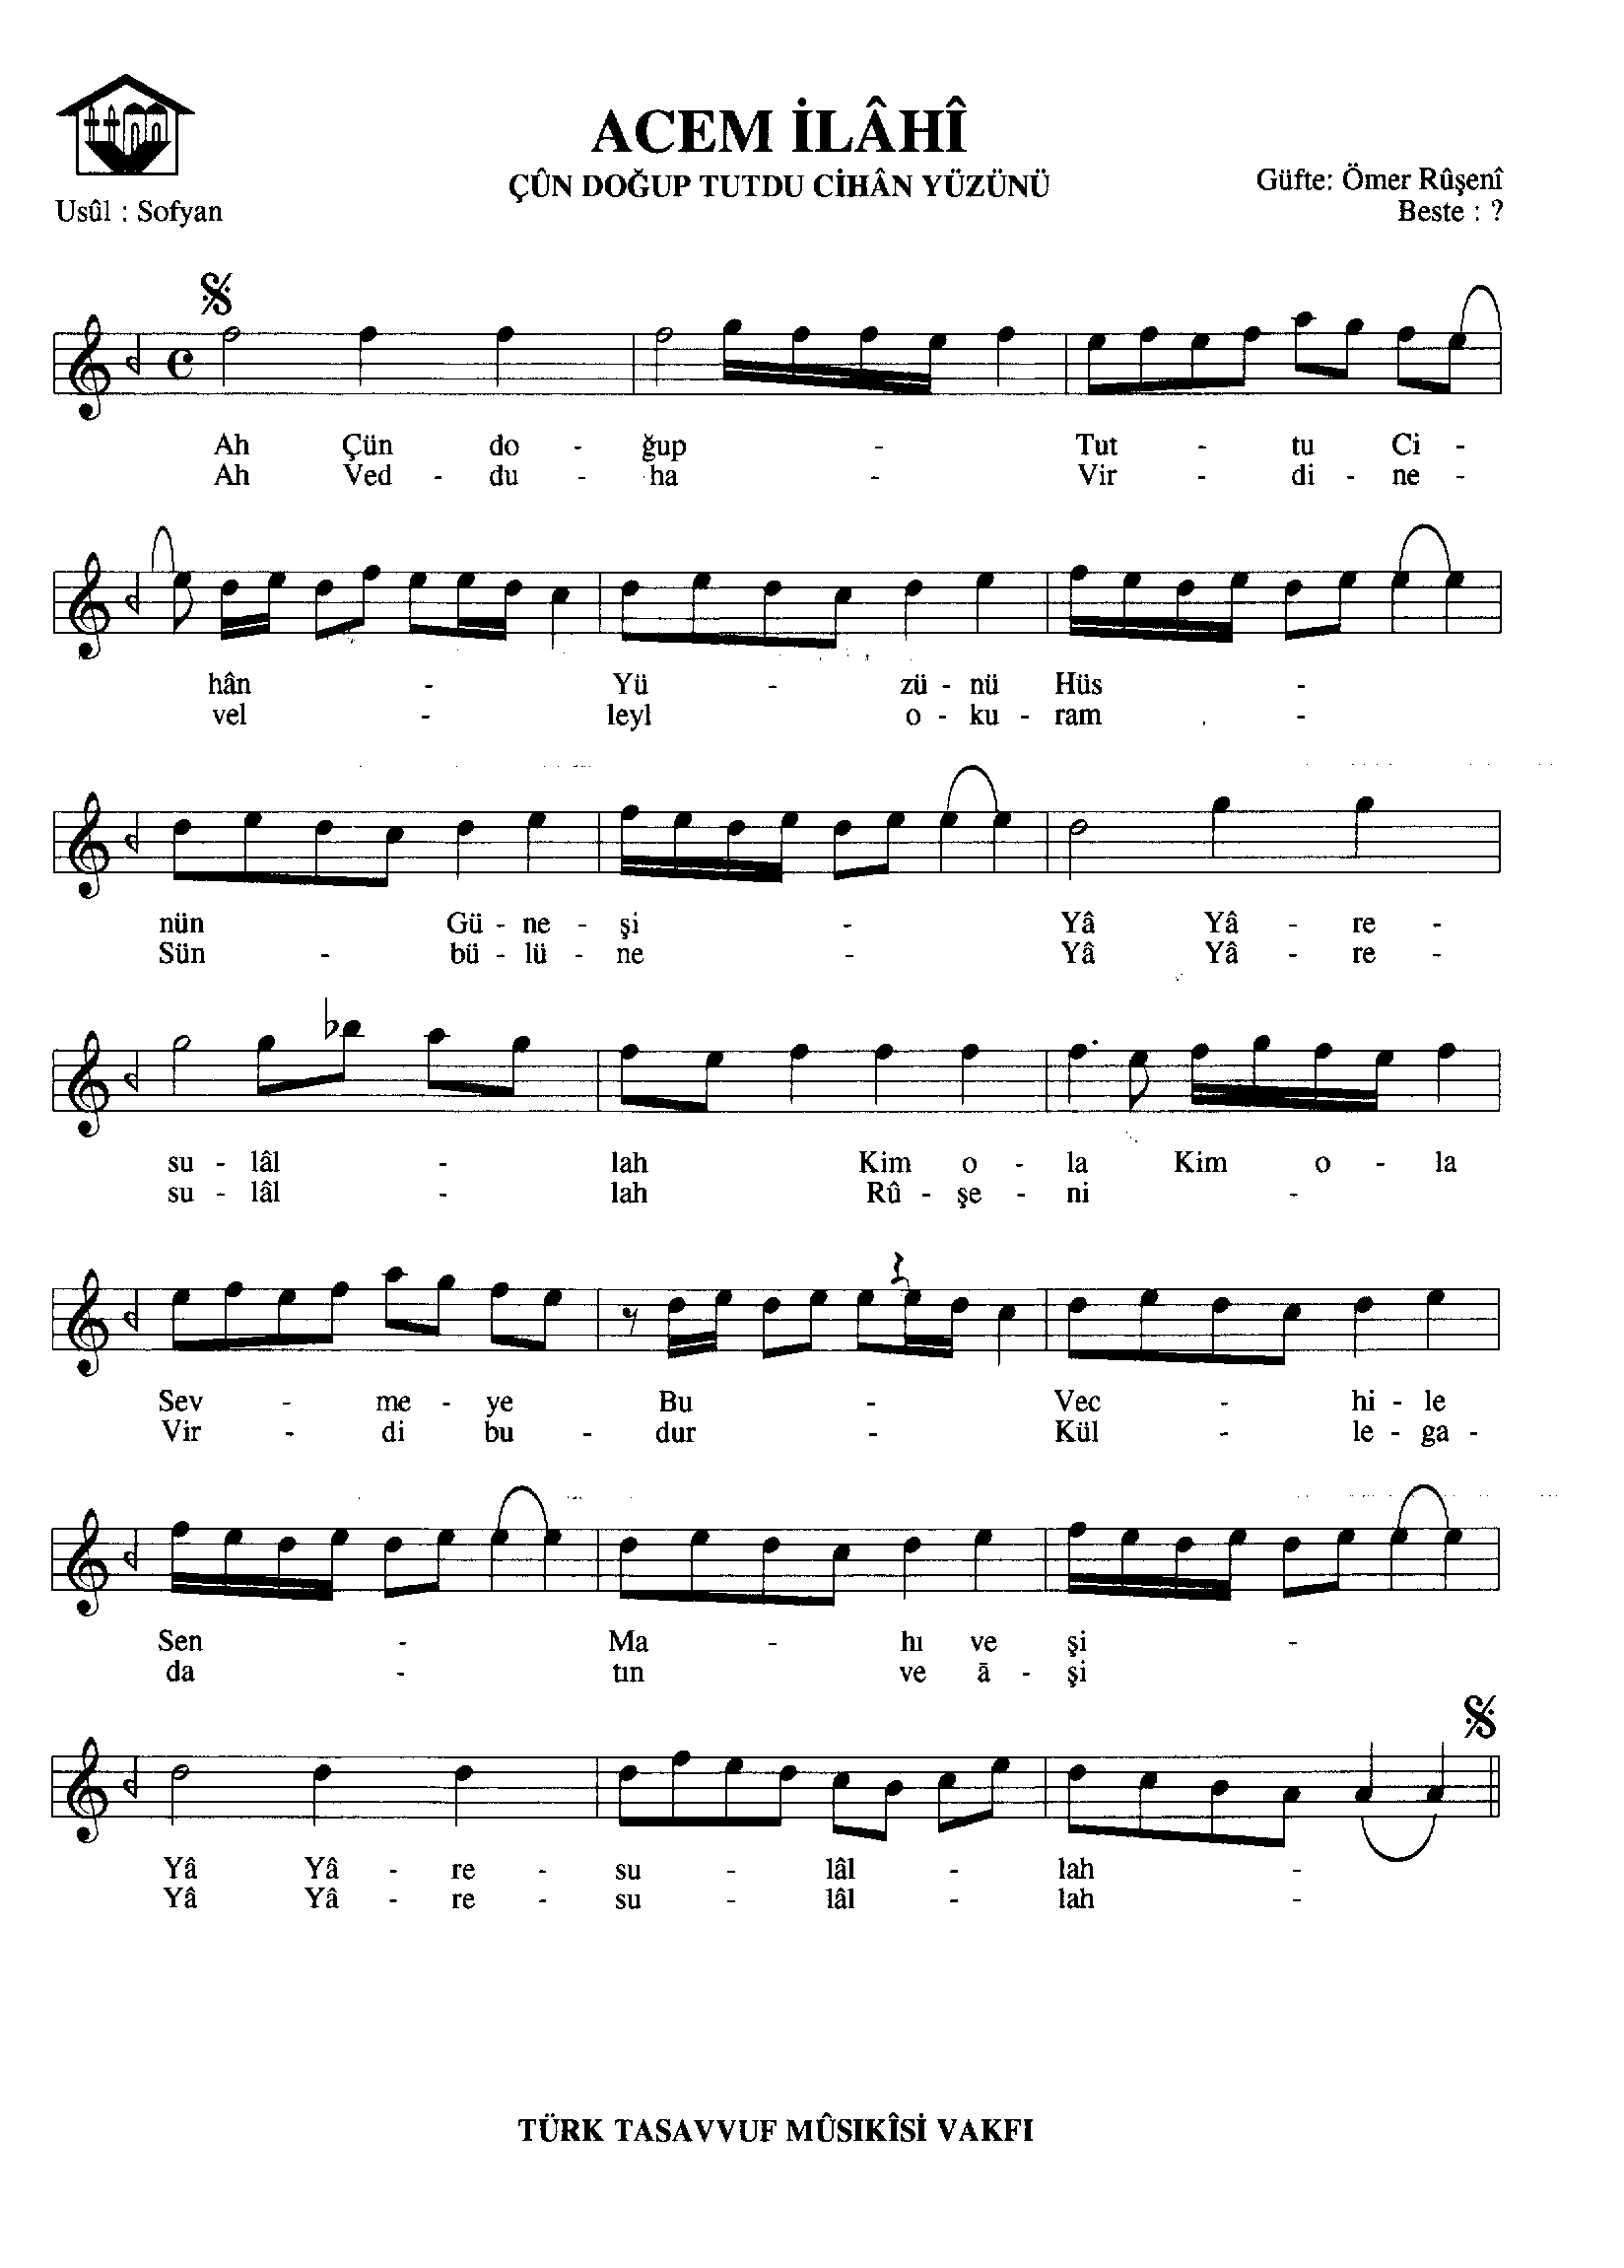 ACEM İLÂHÎ
ÇÛN DOĞUP TUTDU CİHÂN YÜZÜNÜ
Güfte: Ömer Rûşenî
Usûl : Sofyan
Beste : ?
Ah Çün do - ğup - Tut - tu Ci -
Ah Ved - du - ha - Vir - di - ne -
hân - Yü - zü - nü Hüs -
vel - leyl o - ku - ram -
nün Gü - ne - şi - Yâ Yâ - re -
Sün - bü - lü - ne - Yâ Yâ - re -
su - lâl - lah Kim o - la Kim o - la
su - lâl - lah Rû - şe - ni -
Sev - me - ye Bu - Vec - hi - le
Vir - di bu - dur - Kül - le - ga -
Sen - Ma - hı ve şi -
da - tın ve ā - şi
Yâ Yâ - re - su - lâl - lah -
Yâ Yâ - re - su - lâl - lah -
TÜRK TASAVVUF MÛSIKÎSİ VAKFI